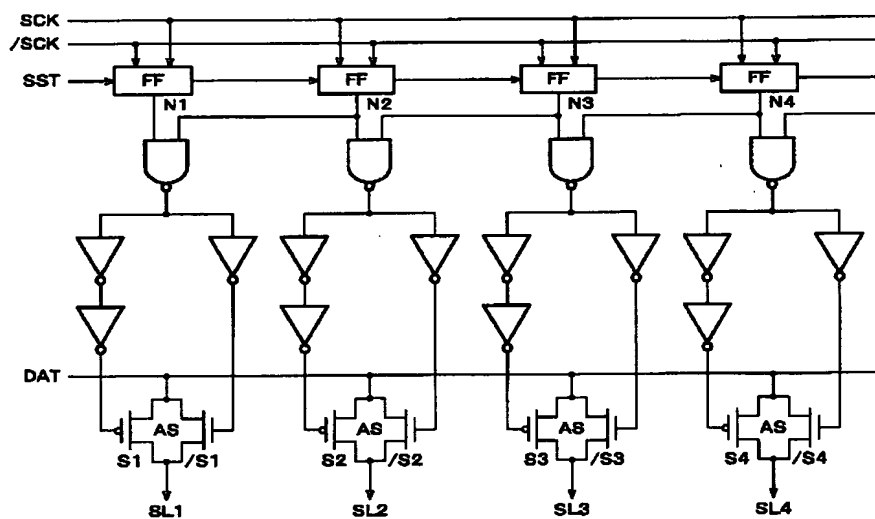 SCK
/SCK
SST FF FF FF FF
N1 N2 N3 N4
DAT
AS AS AS AS
S1 /S1 S2 /S2 S3 /S3 S4 /S4
SL1 SL2 SL3 SL4